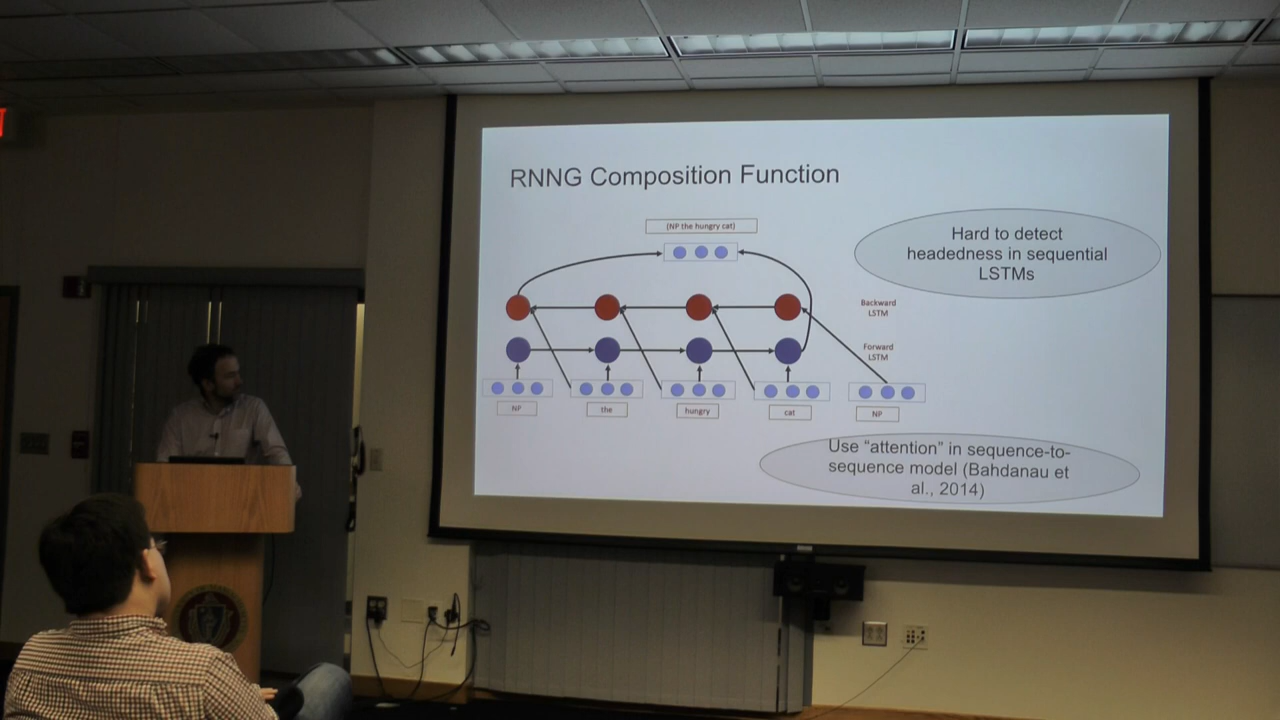 RNNG Composition Function
(NP the hungry cat)
Hard to detect
headedness in sequential
LSTMs
Backward
LSTM
Forward
LSTM
NP
the
hungry
cat
NP
Use “attention” in sequence-to-
sequence model (Bahdanau et
al., 2014)